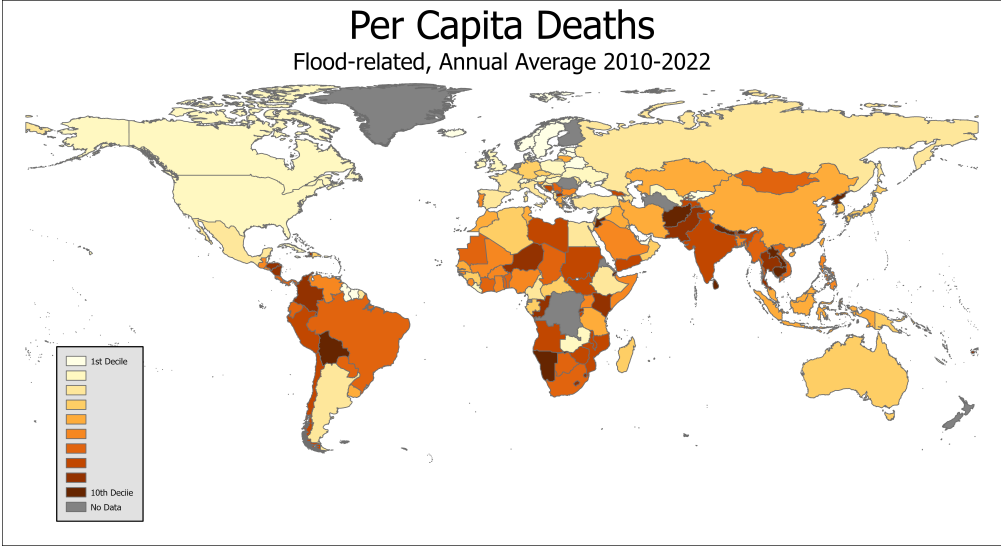 Per Capita Deaths
Flood-related, Annual Average 2010-2022
1st Decile
10th Decile
No Data